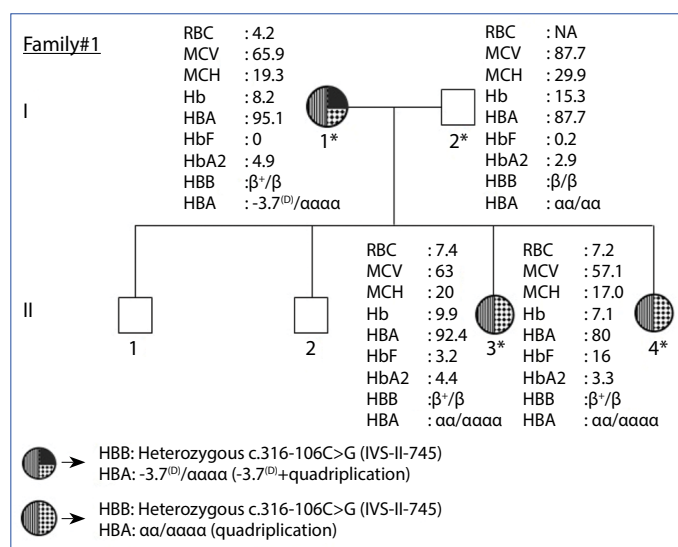 Family#1
I
RBC : 4.2
MCV : 65.9
MCH : 19.3
Hb : 8.2
HBA : 95.1
HbF : 0
HbA2 : 4.9
HBB :β⁺/β
HBA : -3.7⁽ᴰ⁾/αααα
1*
RBC : NA
MCV : 87.7
MCH : 29.9
Hb : 15.3
HBA : 87.7
HbF : 0.2
HbA2 : 2.9
HBB :β/β
HBA : αα/αα
2*
II
1
2
RBC : 7.4
MCV : 63
MCH : 20
Hb : 9.9
HBA : 92.4
HbF : 3.2
HbA2 : 4.4
HBB :β⁺/β
HBA : αα/αααα
3*
RBC : 7.2
MCV : 57.1
MCH : 17.0
Hb : 7.1
HBA : 80
HbF : 16
HbA2 : 3.3
HBB :β⁺/β
HBA : αα/αααα
4*
HBB: Heterozygous c.316-106C>G (IVS-II-745)
HBA: -3.7⁽ᴰ⁾/αααα (-3.7⁽ᴰ⁾+quadriplication)
HBB: Heterozygous c.316-106C>G (IVS-II-745)
HBA: αα/αααα (quadriplication)